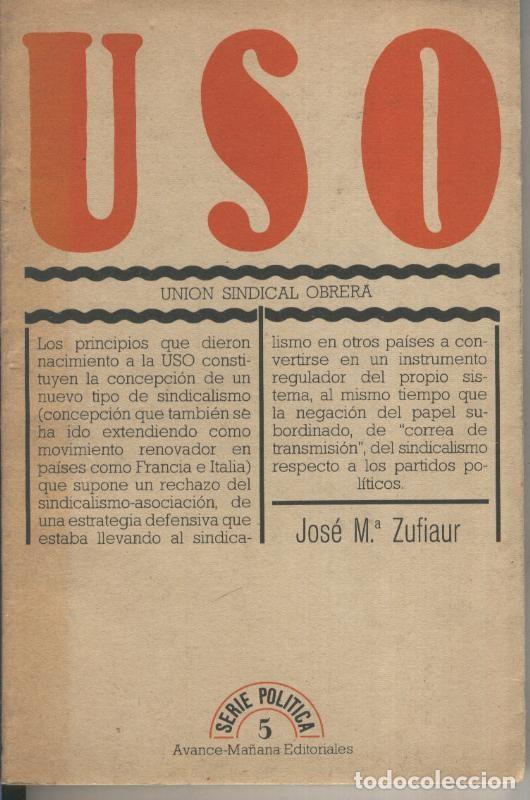 USO
UNION SINDICAL OBRERA
Los principios que dieron
nacimiento a la USO consti-
tuyen la concepción de un
nuevo tipo de sindicalismo
(concepción que también se
ha ido extendiendo como
movimiento renovador en
países como Francia e Italia)
que supone un rechazo del
sindicalismo-asociación, de
una estrategia defensiva que
estaba llevando al sindica-
lismo en otros países a con-
vertirse en un instrumento
regulador del propio sis-
tema, al mismo tiempo que
la negación del papel su-
bordinado, de "correa de
transmisión", del sindicalismo
respecto a los partidos po-
líticos.
José M.ª Zufiaur
SERIE POLITICA
5
Avance-Mañana Editoriales
todocoleccion